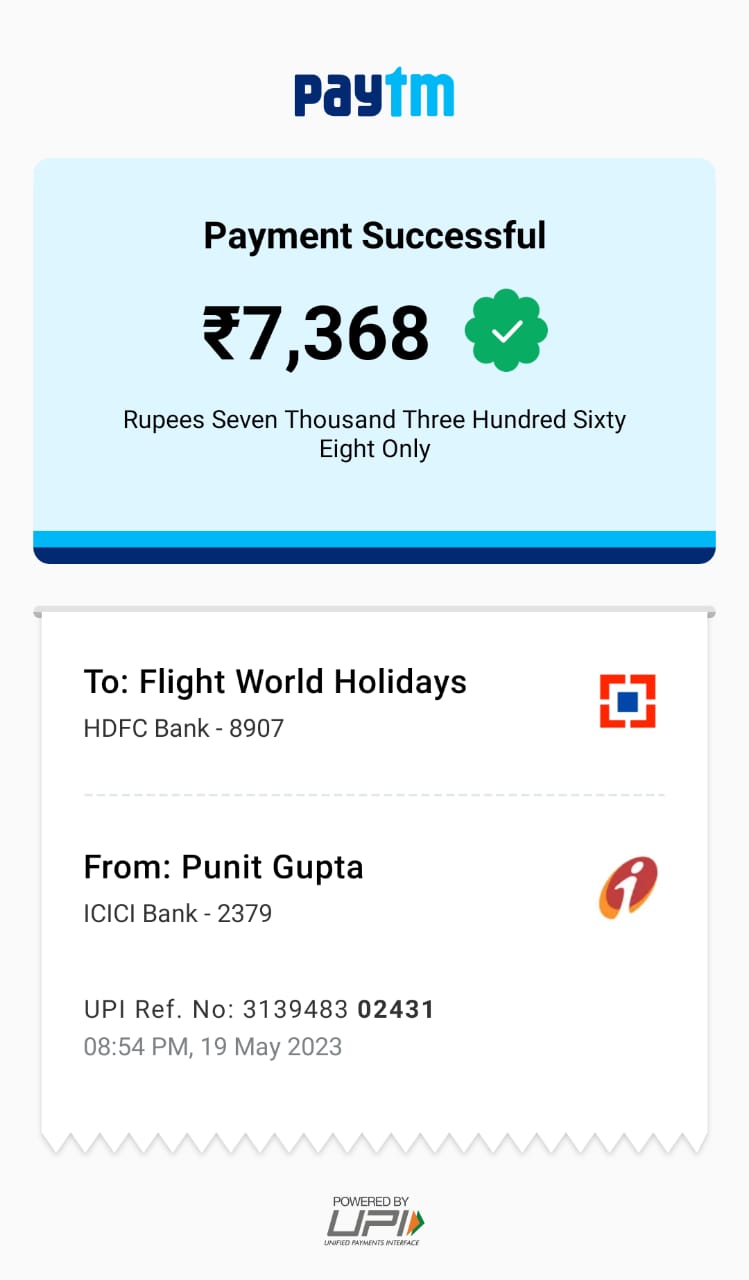 paytm
Payment Successful
₹7,368
Rupees Seven Thousand Three Hundred Sixty
Eight Only
To: Flight World Holidays
HDFC Bank - 8907
From: Punit Gupta
ICICI Bank - 2379
UPI Ref. No: 3139483 02431
08:54 PM, 19 May 2023
POWERED BY
UPI
UNIFIED PAYMENTS INTERFACE